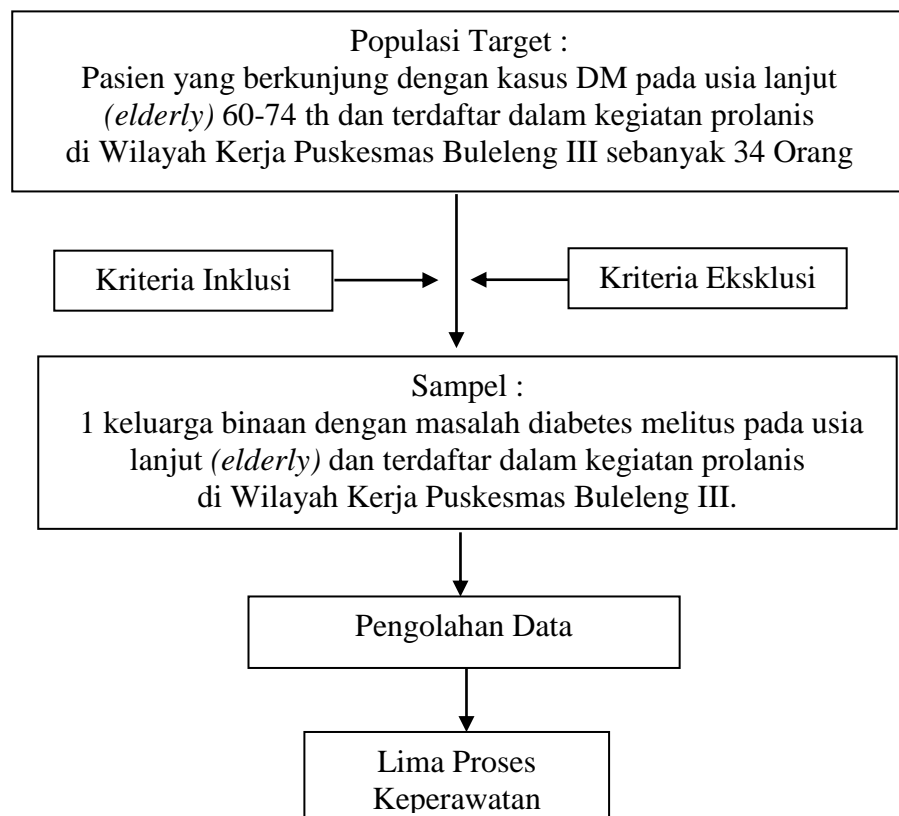 Populasi Target :
Pasien yang berkunjung dengan kasus DM pada usia lanjut
(elderly) 60-74 th dan terdaftar dalam kegiatan prolanis
di Wilayah Kerja Puskesmas Buleleng III sebanyak 34 Orang
Kriteria Inklusi
Kriteria Eksklusi
Sampel :
1 keluarga binaan dengan masalah diabetes melitus pada usia
lanjut (elderly) dan terdaftar dalam kegiatan prolanis
di Wilayah Kerja Puskesmas Buleleng III.
Pengolahan Data
Lima Proses
Keperawatan